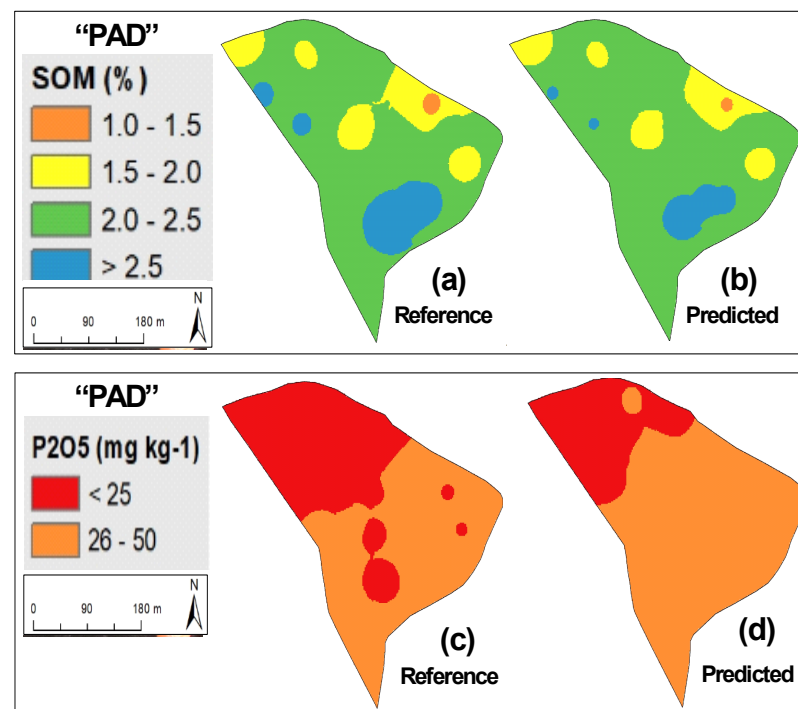 “PAD”
SOM (%)
1.0 - 1.5
1.5 - 2.0
2.0 - 2.5
> 2.5
N
0 90 180 m
(a)
Reference
(b)
Predicted
“PAD”
P2O5 (mg kg-1)
< 25
26 - 50
N
0 90 180 m
(c)
Reference
(d)
Predicted